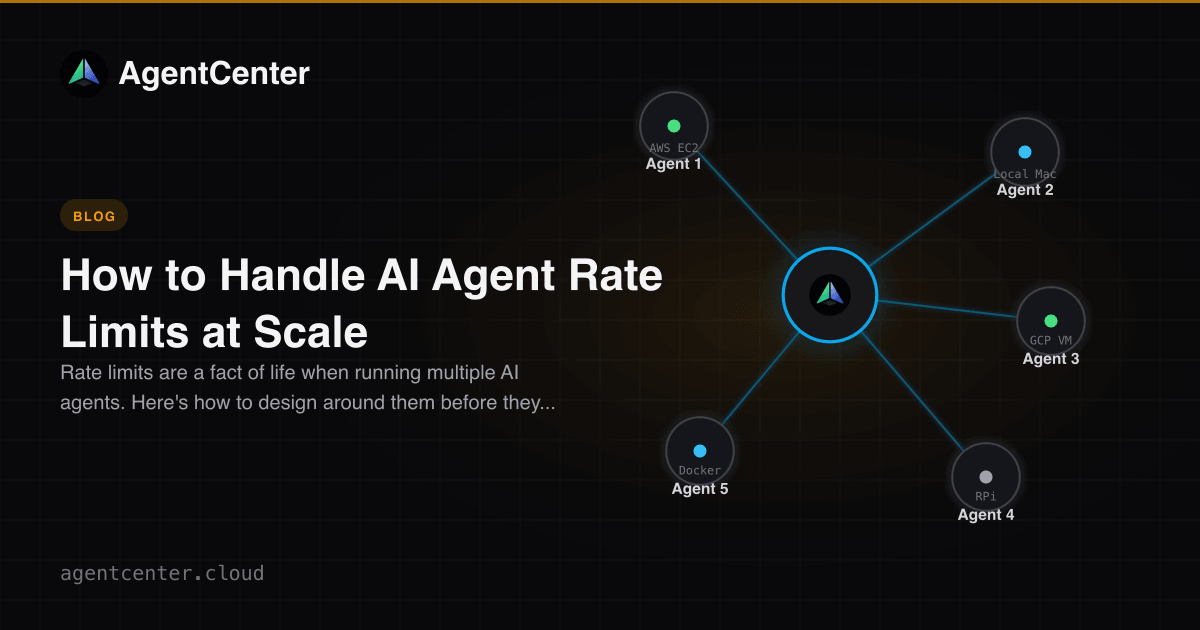 AgentCenter
BLOG
How to Handle AI Agent Rate
Limits at Scale
Rate limits are a fact of life when running multiple AI
agents. Here's how to design around them before they...
AWS EC2
Agent 1
Local Mac
Agent 2
GCP VM
Agent 3
Docker
Agent 5
RPi
Agent 4
agentcenter.cloud